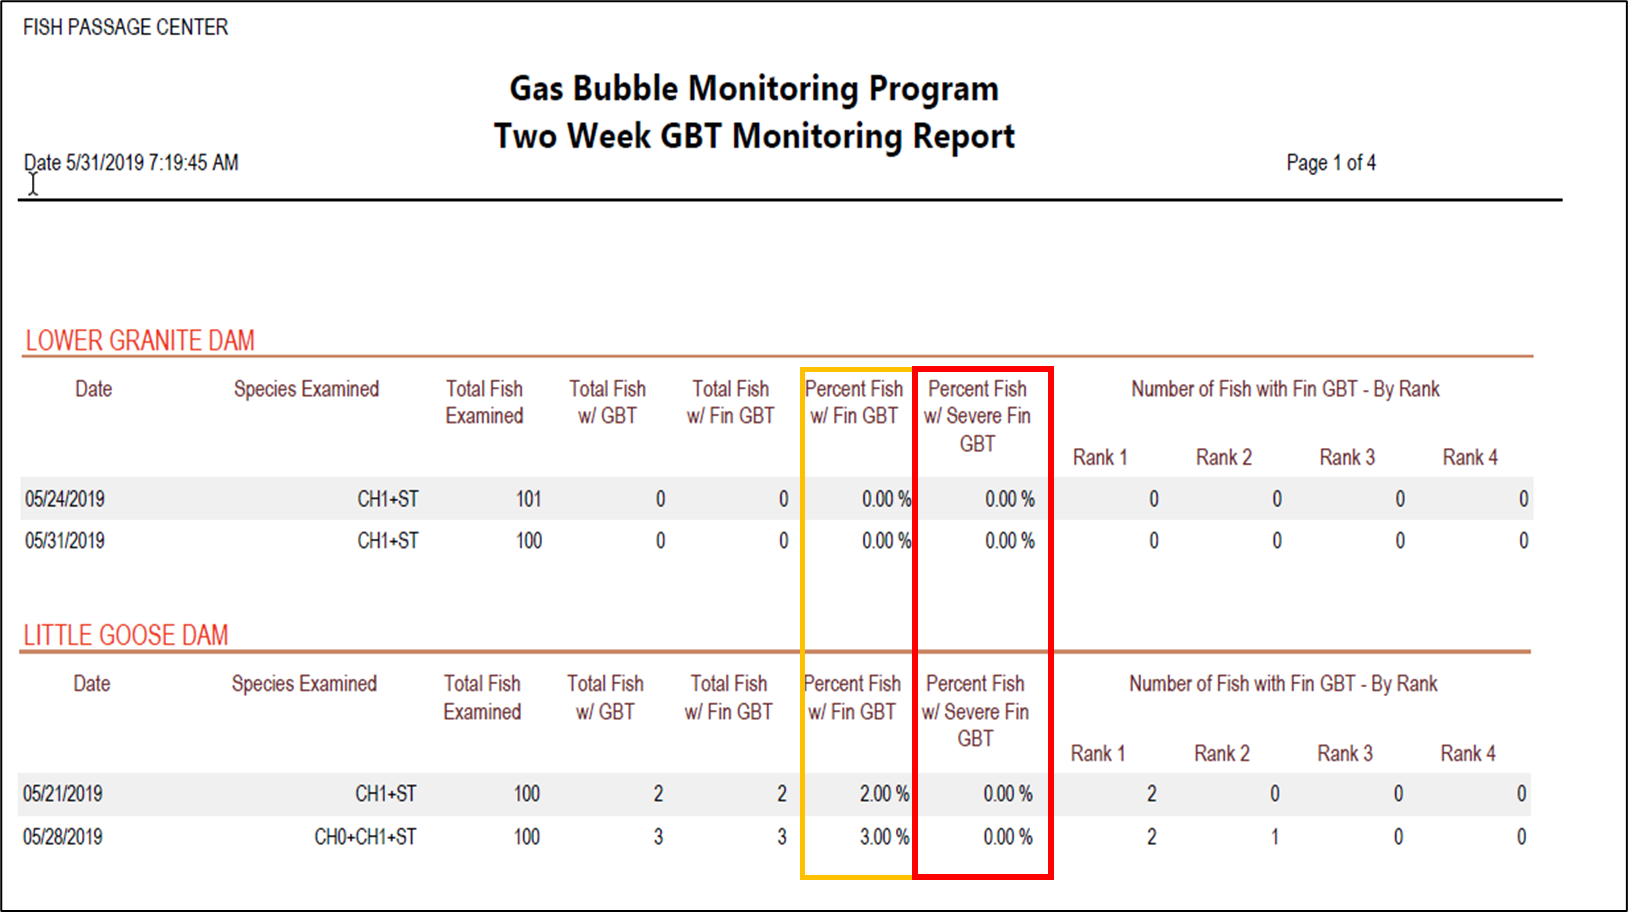 FISH PASSAGE CENTER
Gas Bubble Monitoring Program
Two Week GBT Monitoring Report
Date 5/31/2019 7:19:45 AM Page 1 of 4
LOWER GRANITE DAM
Date Species Examined Total Fish Examined Total Fish w/ GBT Total Fish w/ Fin GBT Percent Fish w/ Fin GBT Percent Fish w/ Severe Fin GBT Number of Fish with Fin GBT - By Rank
Rank 1 Rank 2 Rank 3 Rank 4
05/24/2019 CH1+ST 101 0 0 0.00 % 0.00 % 0 0 0 0
05/31/2019 CH1+ST 100 0 0 0.00 % 0.00 % 0 0 0 0
LITTLE GOOSE DAM
Date Species Examined Total Fish Examined Total Fish w/ GBT Total Fish w/ Fin GBT Percent Fish w/ Fin GBT Percent Fish w/ Severe Fin GBT Number of Fish with Fin GBT - By Rank
Rank 1 Rank 2 Rank 3 Rank 4
05/21/2019 CH1+ST 100 2 2 2.00 % 0.00 % 2 0 0 0
05/28/2019 CH0+CH1+ST 100 3 3 3.00 % 0.00 % 2 1 0 0